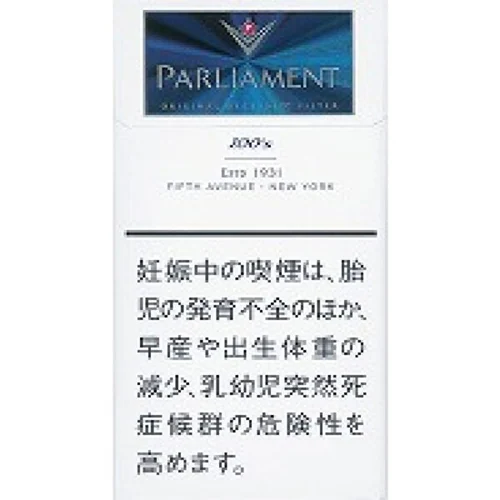 PARLIAMENT
100's
ESTD 1931
FIFTH AVENUE · NEW YORK
妊娠中の喫煙は、胎
児の発育不全のほか、
早産や出生体重の
減少、乳幼児突然死
症候群の危険性を
高めます。